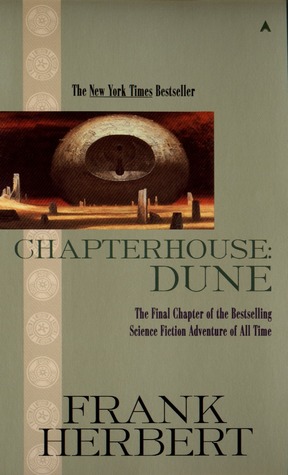 The New York Times Bestseller
CHAPTERHOUSE:
DUNE
The Final Chapter of the Bestselling
Science Fiction Adventure of All Time
FRANK
HERBERT